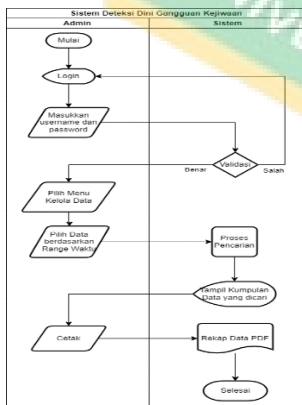 Sistem Deteksi Dini Gangguan Kejiwaan
Admin
Sistem
Mulai
Login
Masukkan
username dan
password
Validasi
Benar
Salah
Pilih Menu
Kelola Data
Pilih Data
berdasarkan
Range Waktu
Proses
Pencarian
Tampil Kumpulan
Data yang dicari
Cetak
Rekap Data PDF
Selesai